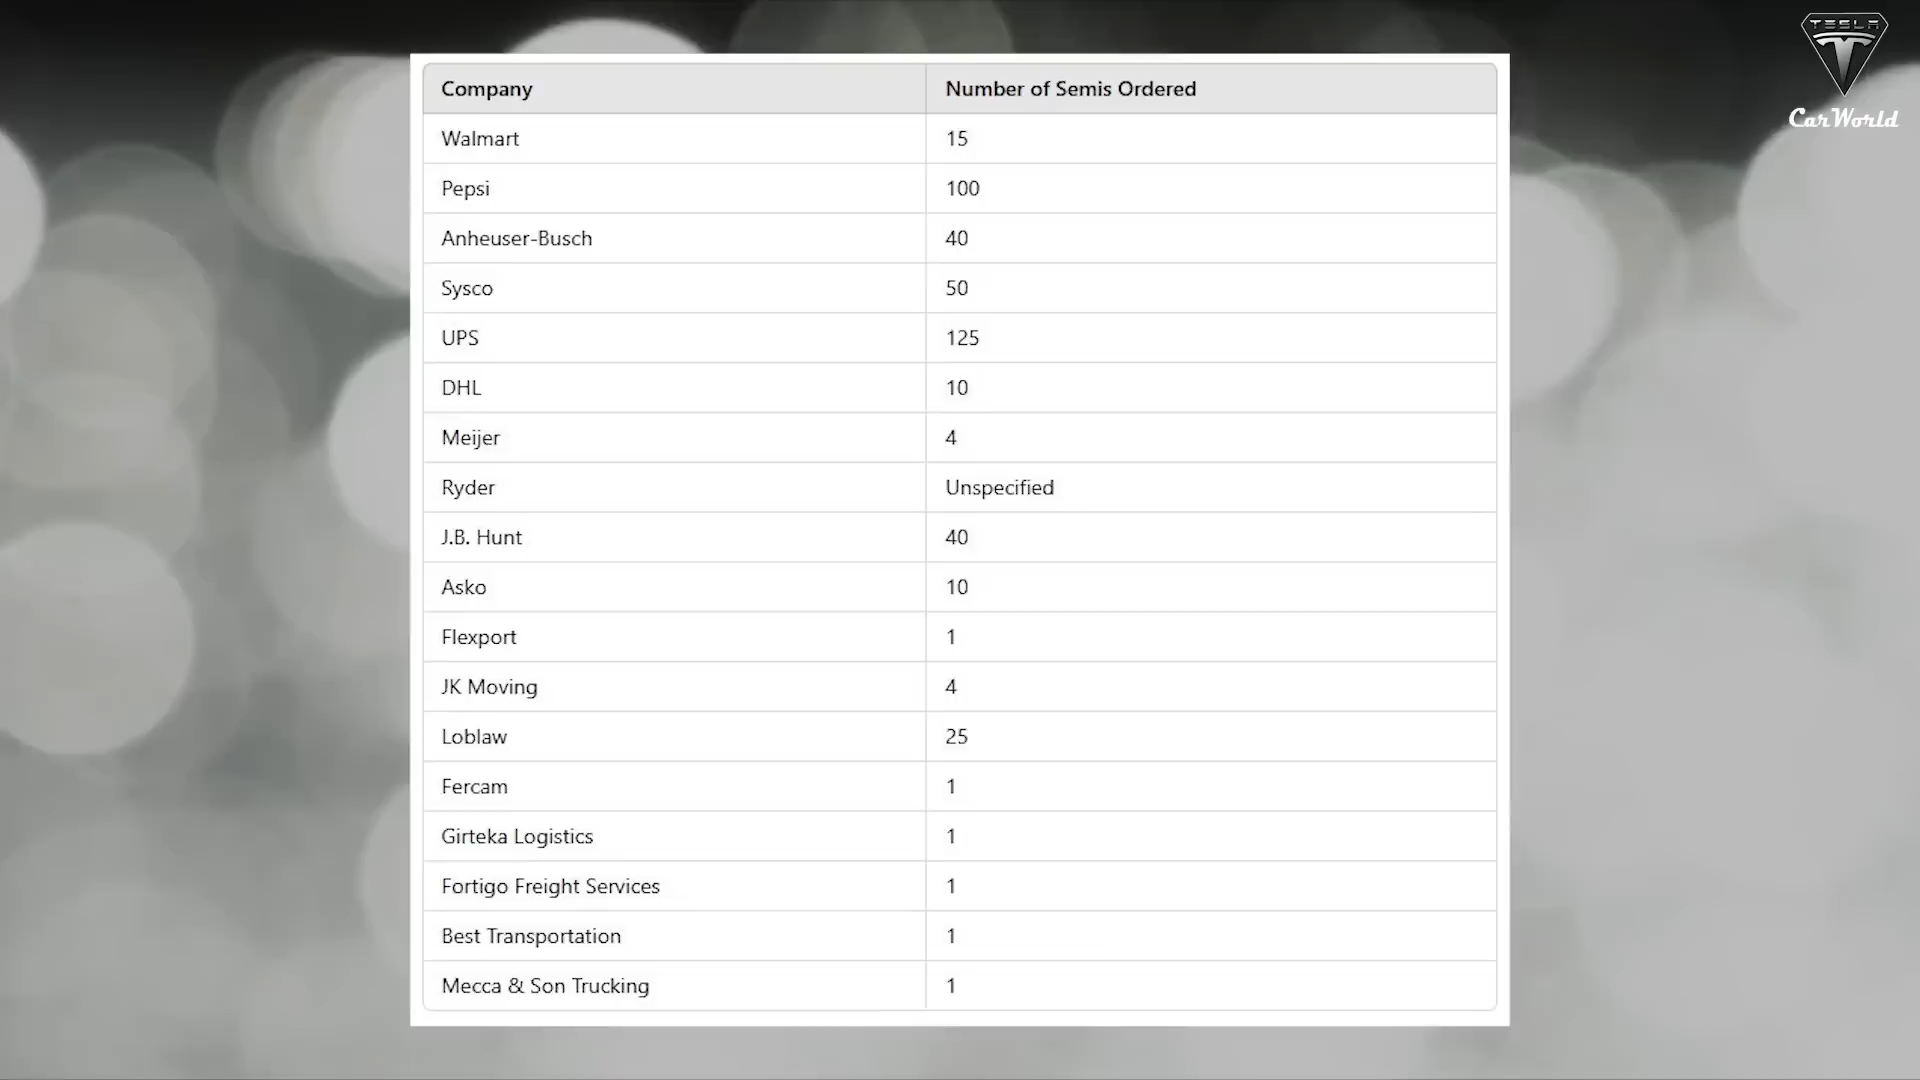 TESLA
CarWorld
Company Number of Semis Ordered
Walmart 15
Pepsi 100
Anheuser-Busch 40
Sysco 50
UPS 125
DHL 10
Meijer 4
Ryder Unspecified
J.B. Hunt 40
Asko 10
Flexport 1
JK Moving 4
Loblaw 25
Fercam 1
Girteka Logistics 1
Fortigo Freight Services 1
Best Transportation 1
Mecca & Son Trucking 1